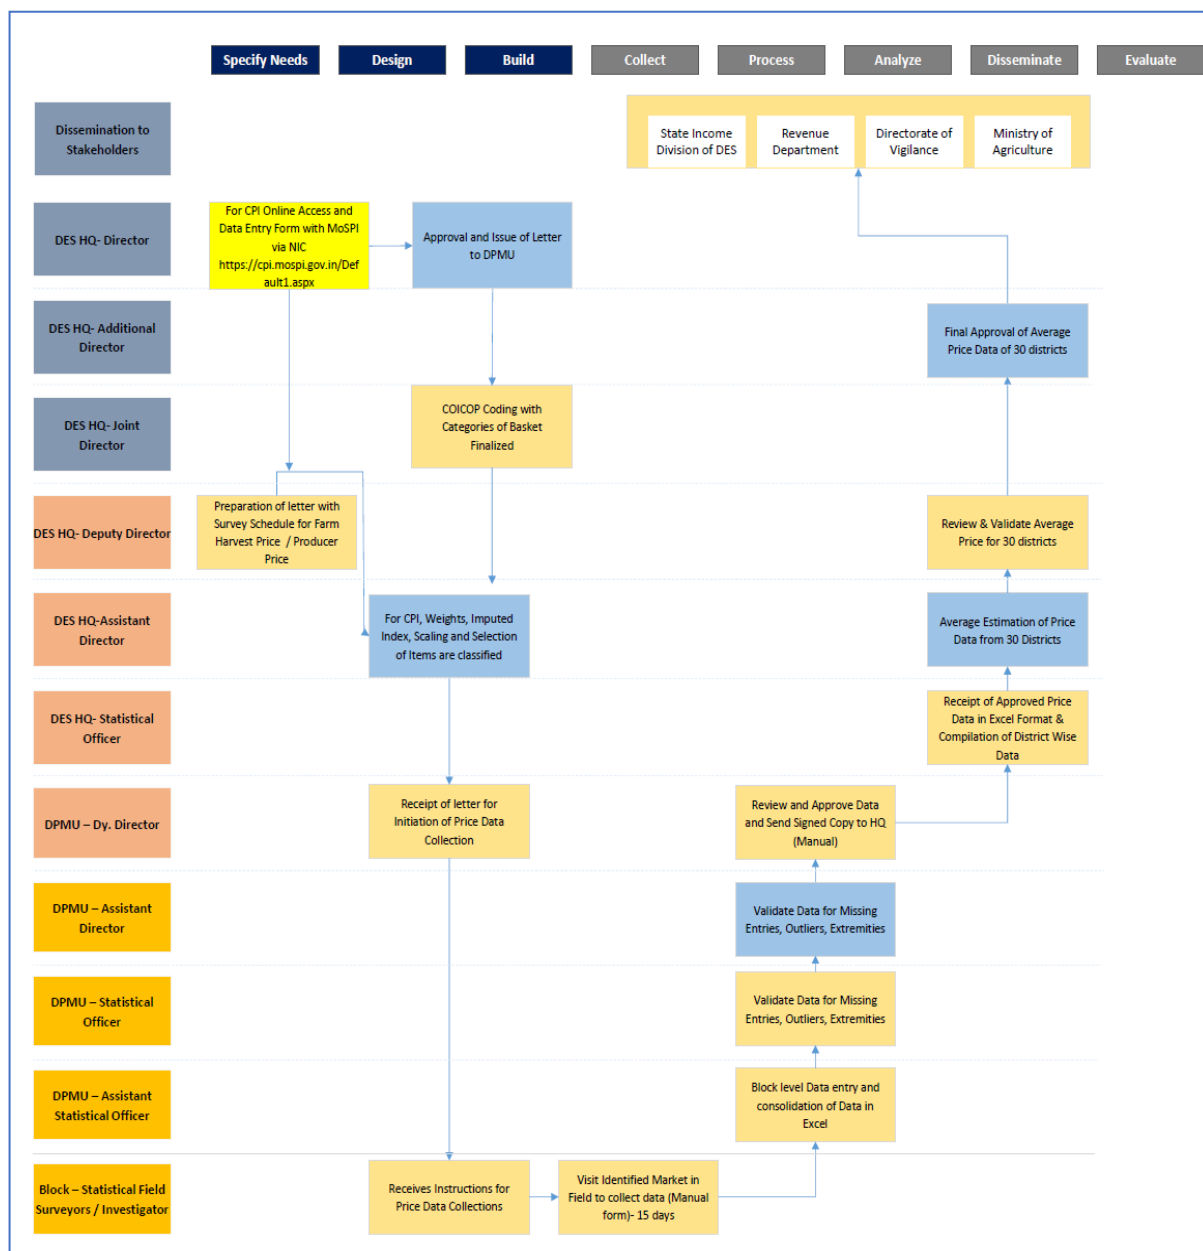 Specify Needs
Design
Build
Collect
Process
Analyze
Disseminate
Evaluate
Dissemination to
Stakeholders
State Income
Division of DES
Revenue
Department
Directorate of
Vigilance
Ministry of
Agriculture
DES HQ- Director
For CPI Online Access and
Data Entry Form with MoSPI
via NIC
https://cpi.mospi.gov.in/Def
ault1.aspx
Approval and Issue of Letter
to DPMU
DES HQ- Additional
Director
Final Approval of Average
Price Data of 30 districts
DES HQ- Joint
Director
COICOP Coding with
Categories of Basket
Finalized
DES HQ- Deputy Director
Preparation of letter with
Survey Schedule for Farm
Harvest Price / Producer
Price
Review & Validate Average
Price for 30 districts
DES HQ-Assistant
Director
For CPI, Weights, Imputed
Index, Scaling and Selection
of Items are classified
Average Estimation of Price
Data from 30 Districts
DES HQ- Statistical
Officer
Receipt of Approved Price
Data in Excel Format &
Compilation of District Wise
Data
DPMU – Dy. Director
Receipt of letter for
Initiation of Price Data
Collection
Review and Approve Data
and Send Signed Copy to HQ
(Manual)
DPMU – Assistant
Director
Validate Data for Missing
Entries, Outliers, Extremities
DPMU – Statistical
Officer
Validate Data for Missing
Entries, Outliers, Extremities
DPMU – Assistant
Statistical Officer
Block level Data entry and
consolidation of Data in
Excel
Block – Statistical Field
Surveyors / Investigator
Receives Instructions for
Price Data Collections
Visit Identified Market in
Field to collect data (Manual
form)- 15 days